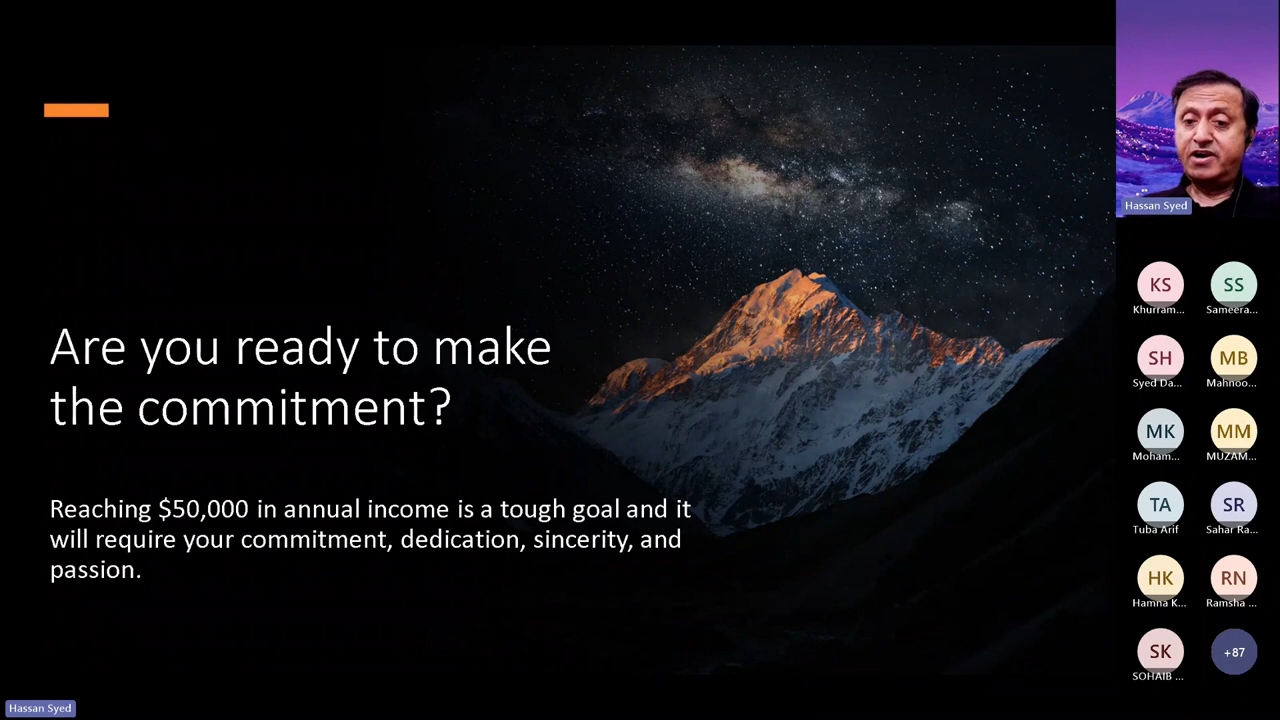 Are you ready to make
the commitment?
Reaching $50,000 in annual income is a tough goal and it
will require your commitment, dedication, sincerity, and
passion.
Hassan Syed
KS
SS
Khurram...
Sameera...
SH
MB
Syed Da...
Mahnoo...
MK
MM
Moham...
MUZAM...
TA
SR
Tuba Arif
Sahar Ra...
HK
RN
Hamna K...
Ramsha ...
SK
+87
SOHAIB ...
Hassan Syed